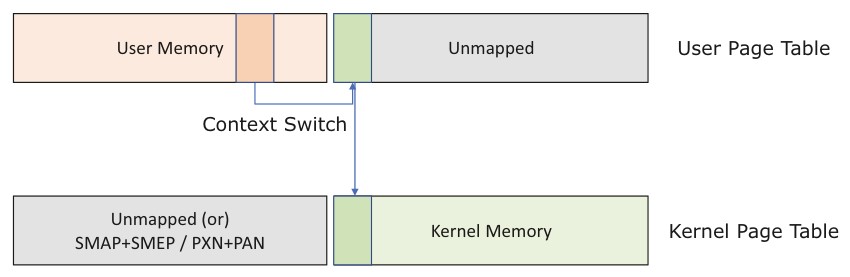 User Memory
Unmapped
User Page Table
Context Switch
Unmapped (or)
SMAP+SMEP / PXN+PAN
Kernel Memory
Kernel Page Table